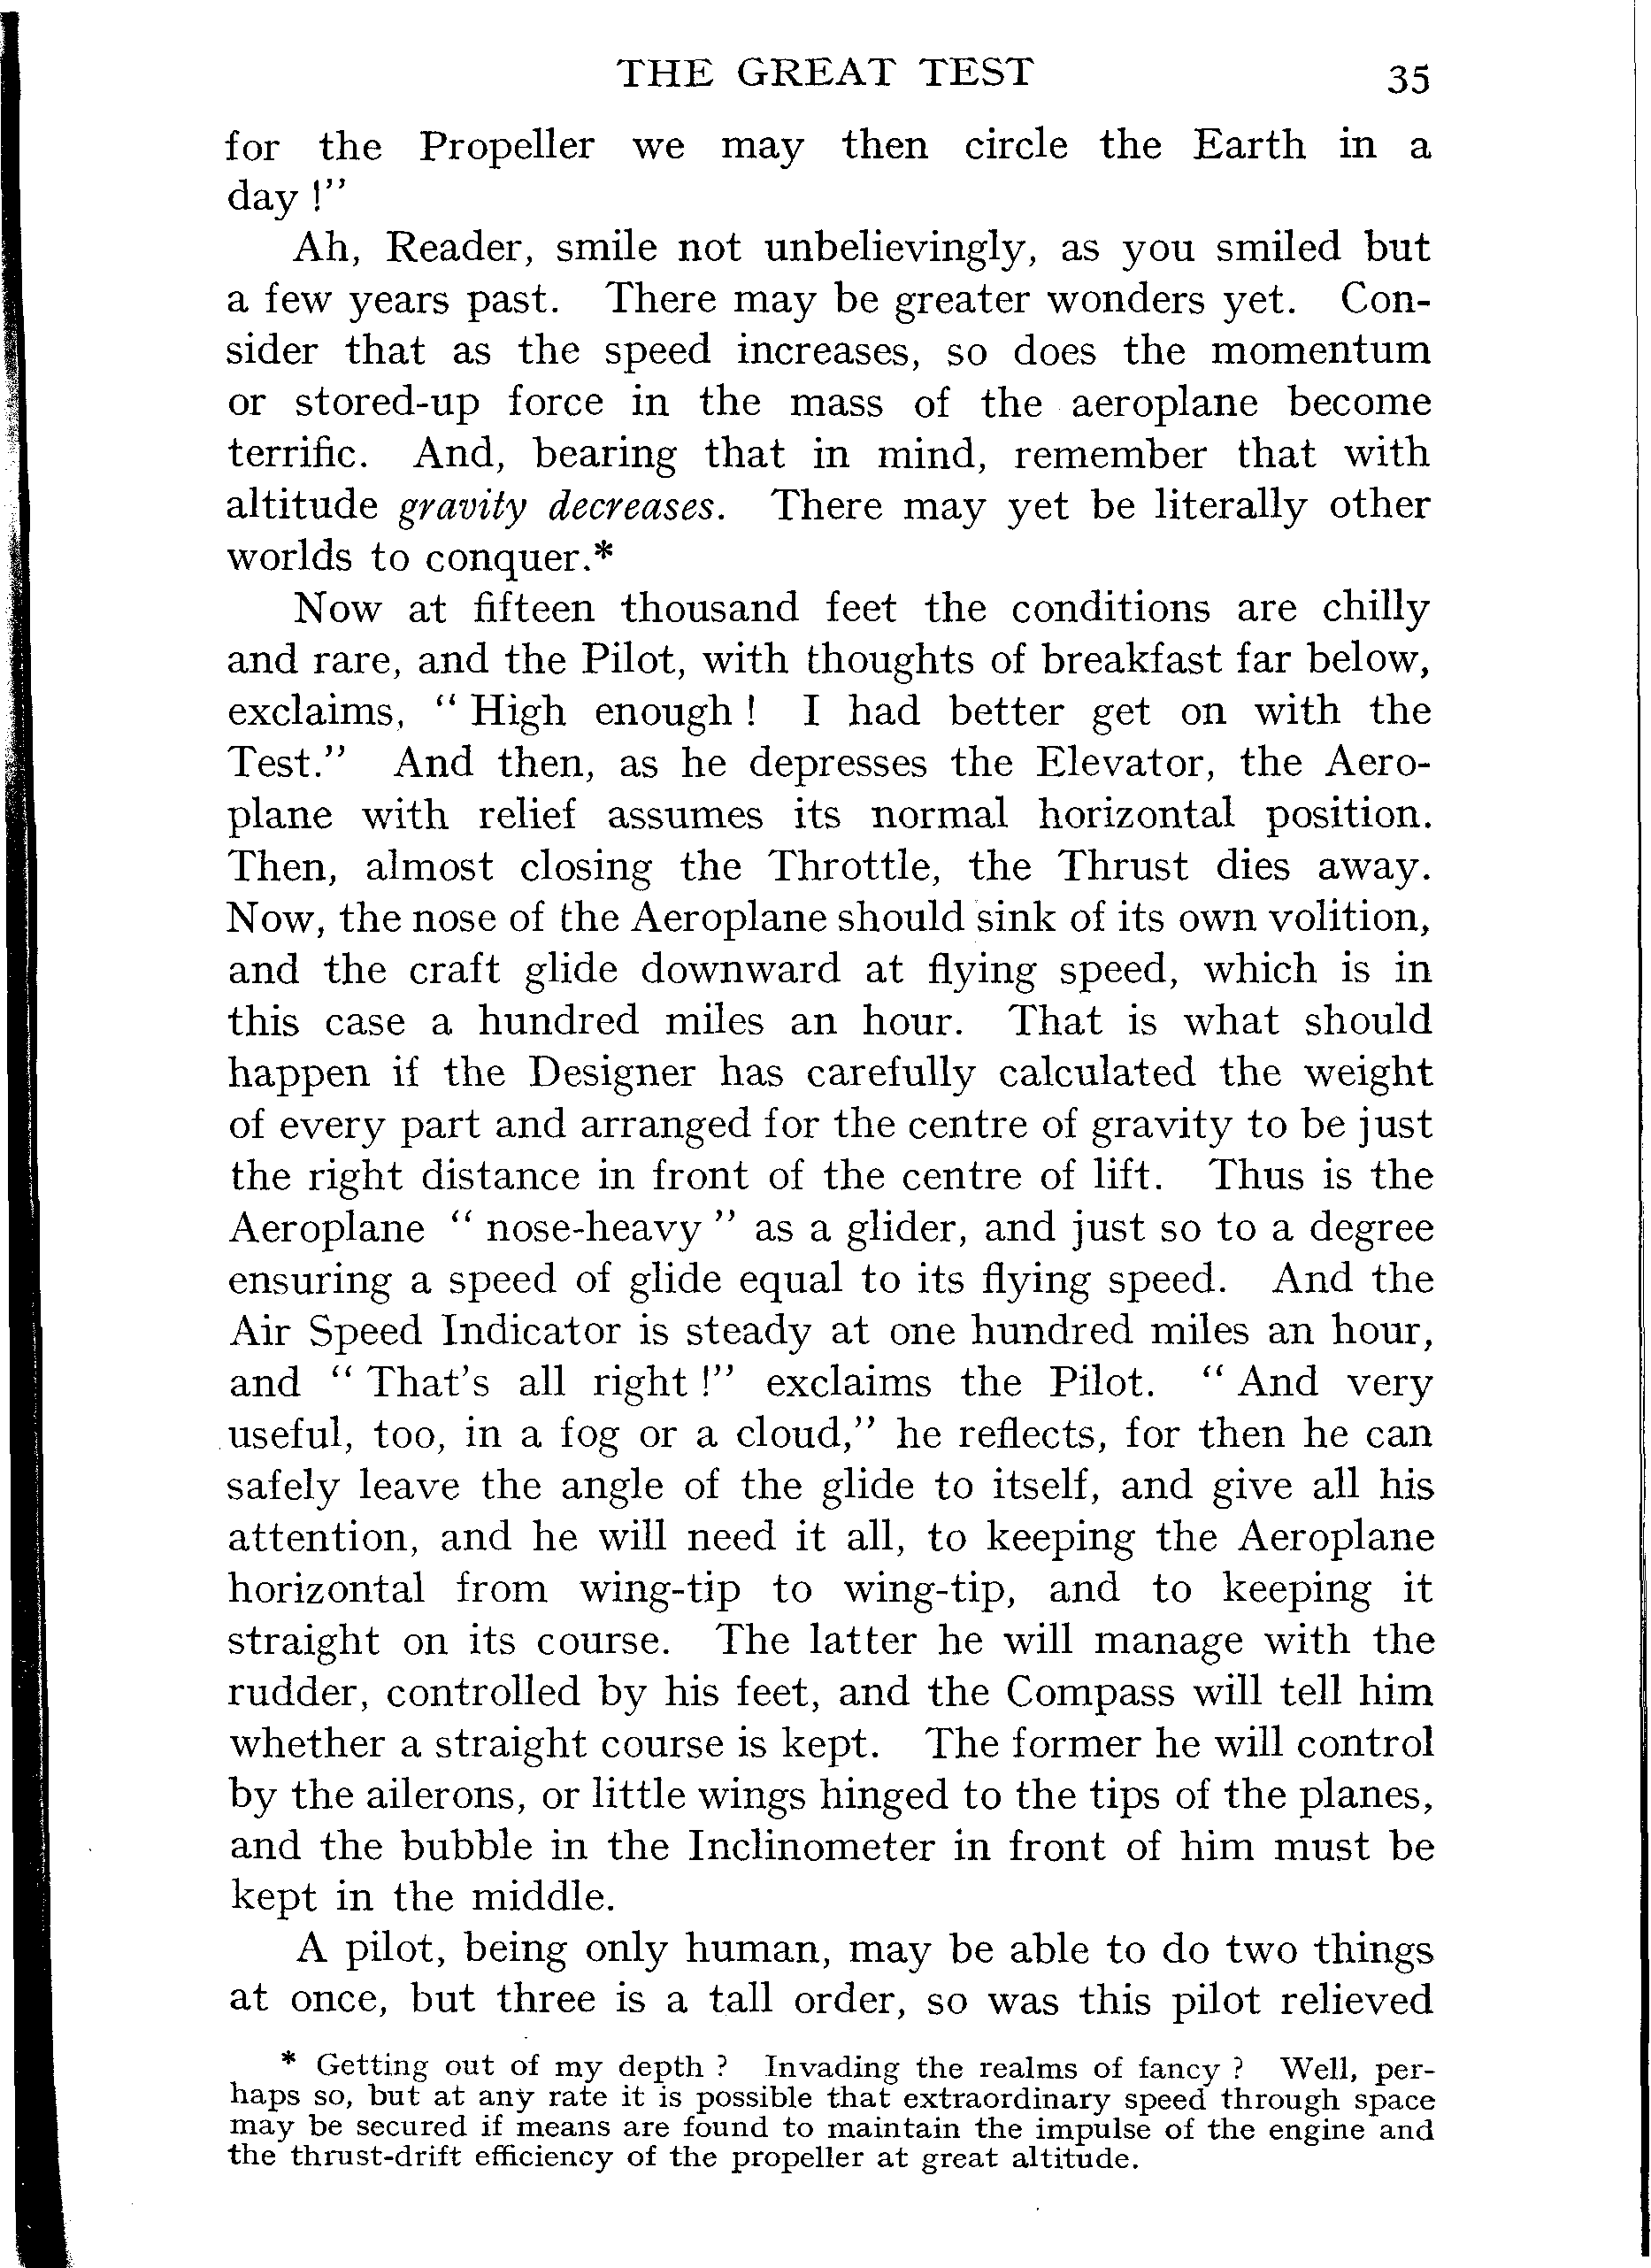 THE GREAT TEST 35
for the Propeller we may then circle the Earth in a
day !”
Ah, Reader, smile not unbelievingly, as you smiled but
a few years past. There may be greater wonders yet. Con-
sider that as the speed increases, so does the momentum
or stored-up force in the mass of the aeroplane become
terrific. And, bearing that in mind, remember that with
altitude gravity decreases. There may yet be literally other
worlds to conquer.*
Now at fifteen thousand feet the conditions are chilly
and rare, and the Pilot, with thoughts of breakfast far below,
exclaims, “ High enough ! I had better get on with the
Test.” And then, as he depresses the Elevator, the Aero-
plane with relief assumes its normal horizontal position.
Then, almost closing the Throttle, the Thrust dies away.
Now, the nose of the Aeroplane should sink of its own volition,
and the craft glide downward at flying speed, which is in
this case a hundred miles an hour. That is what should
happen if the Designer has carefully calculated the weight
of every part and arranged for the centre of gravity to be just
the right distance in front of the centre of lift. Thus is the
Aeroplane “ nose-heavy ” as a glider, and just so to a degree
ensuring a speed of glide equal to its flying speed. And the
Air Speed Indicator is steady at one hundred miles an hour,
and “ That’s all right !” exclaims the Pilot. “ And very
useful, too, in a fog or a cloud,” he reflects, for then he can
safely leave the angle of the glide to itself, and give all his
attention, and he will need it all, to keeping the Aeroplane
horizontal from wing-tip to wing-tip, and to keeping it
straight on its course. The latter he will manage with the
rudder, controlled by his feet, and the Compass will tell him
whether a straight course is kept. The former he will control
by the ailerons, or little wings hinged to the tips of the planes,
and the bubble in the Inclinometer in front of him must be
kept in the middle.
A pilot, being only human, may be able to do two things
at once, but three is a tall order, so was this pilot relieved
* Getting out of my depth ? Invading the realms of fancy ? Well, per-
haps so, but at any rate it is possible that extraordinary speed through space
may be secured if means are found to maintain the impulse of the engine and
the thrust-drift efficiency of the propeller at great altitude.